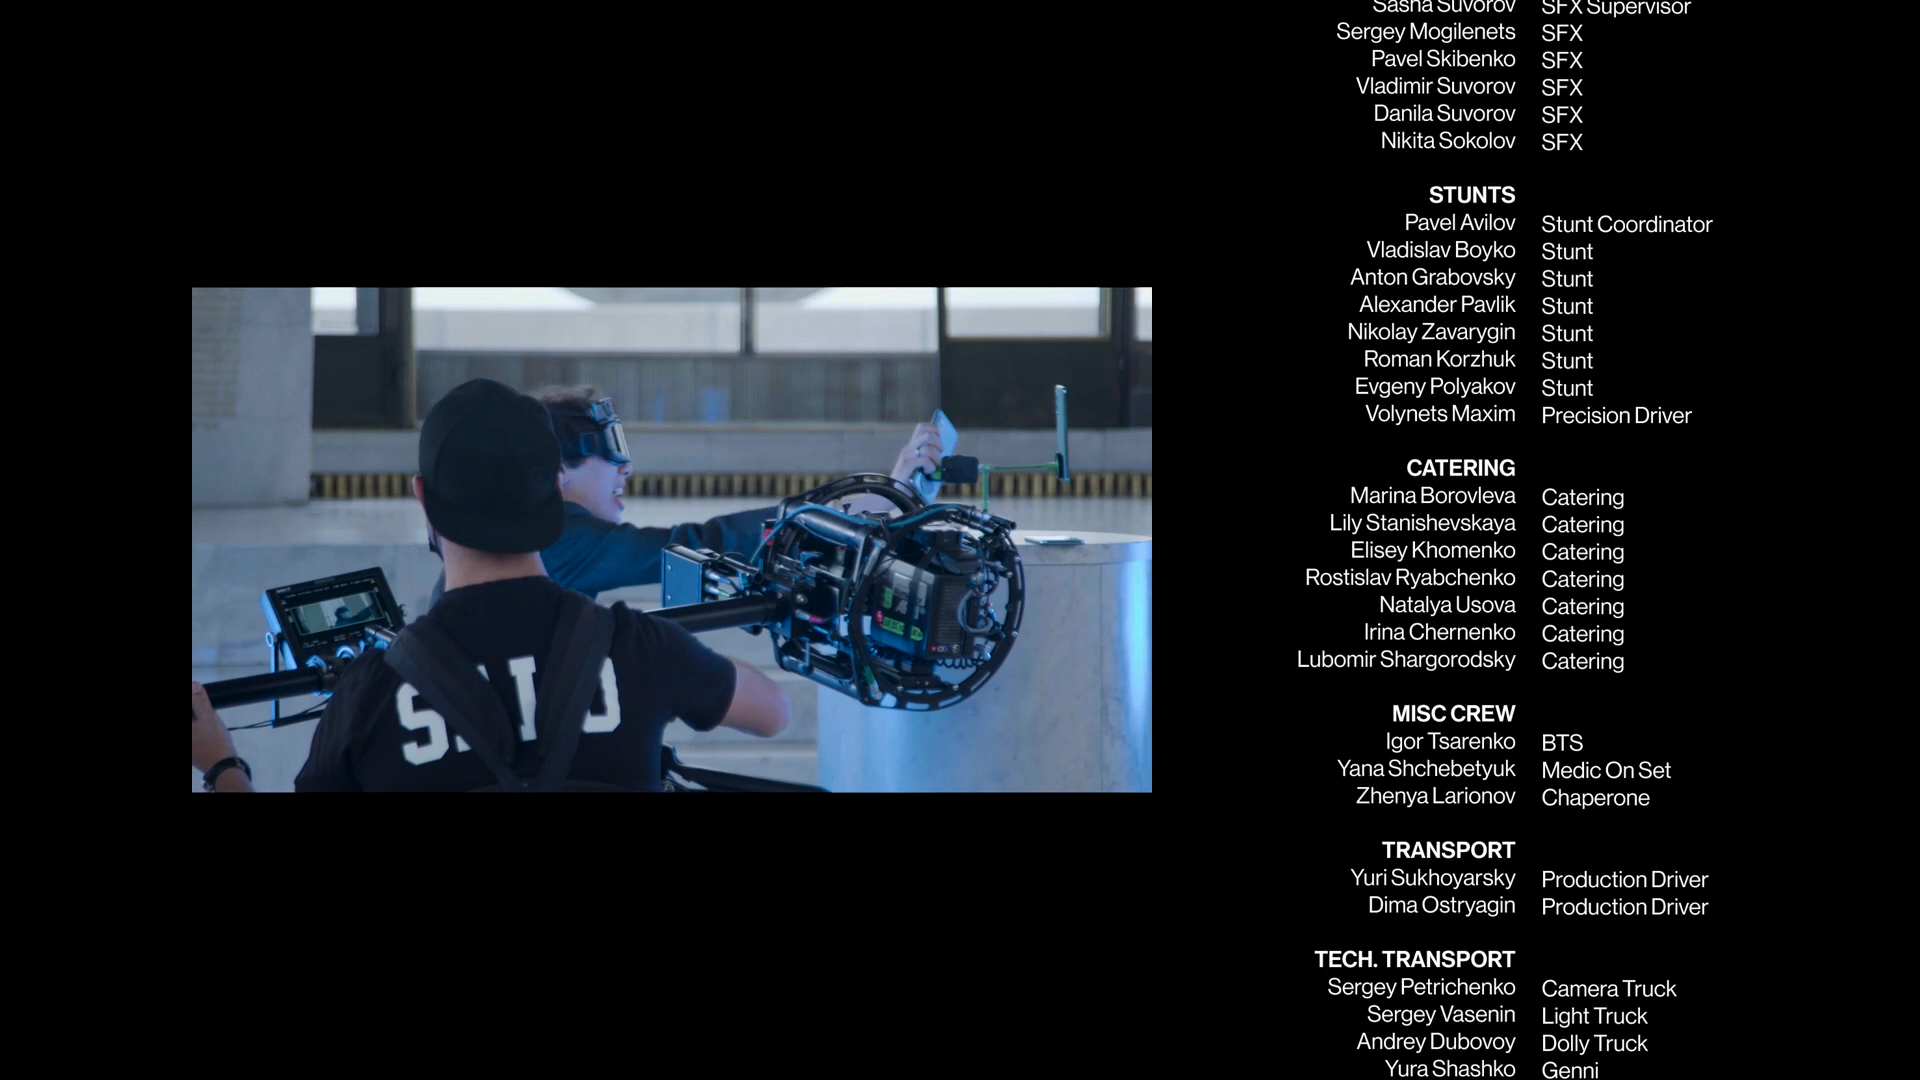 Sasha Suvorov SFX Supervisor
Sergey Mogilenets SFX
Pavel Skibenko SFX
Vladimir Suvorov SFX
Danila Suvorov SFX
Nikita Sokolov SFX
STUNTS
Pavel Avilov Stunt Coordinator
Vladislav Boyko Stunt
Anton Grabovsky Stunt
Alexander Pavlik Stunt
Nikolay Zavarygin Stunt
Roman Korzhuk Stunt
Evgeny Polyakov Stunt
Volynets Maxim Precision Driver
CATERING
Marina Borovleva Catering
Lily Stanishevskaya Catering
Elisey Khomenko Catering
Rostislav Ryabchenko Catering
Natalya Usova Catering
Irina Chernenko Catering
Lubomir Shargorodsky Catering
MISC CREW
Igor Tsarenko BTS
Yana Shchebetyuk Medic On Set
Zhenya Larionov Chaperone
TRANSPORT
Yuri Sukhoyarsky Production Driver
Dima Ostryagin Production Driver
TECH. TRANSPORT
Sergey Petrichenko Camera Truck
Sergey Vasenin Light Truck
Andrey Dubovoy Dolly Truck
Yura Shashko Genni